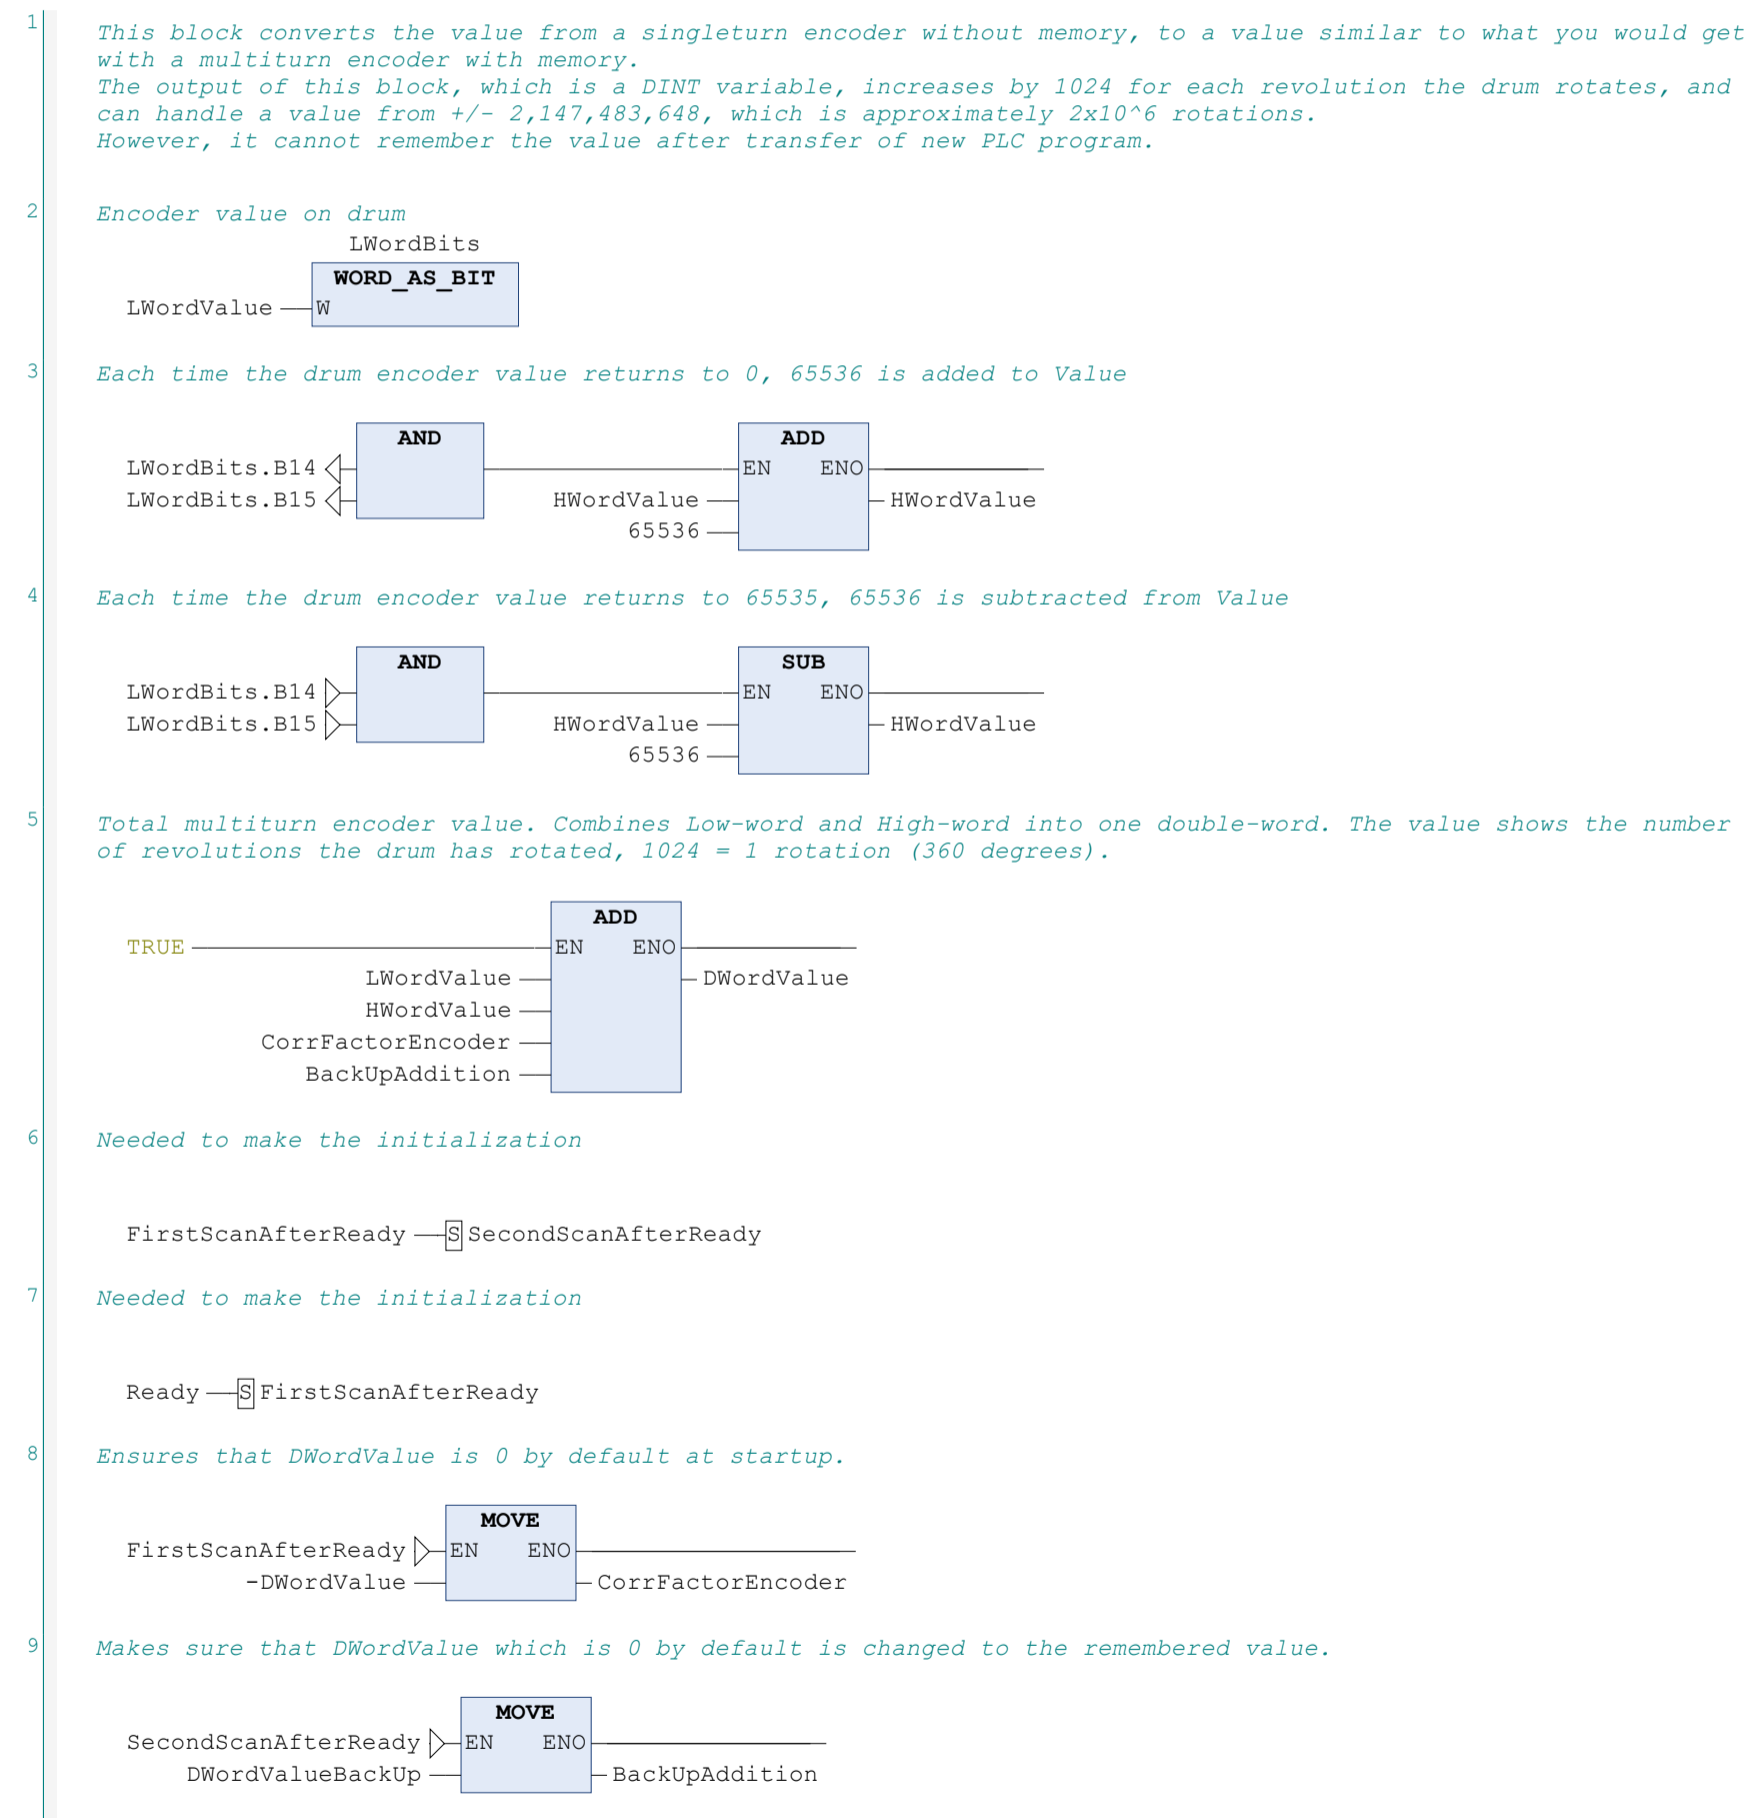 1
This block converts the value from a singleturn encoder without memory, to a value similar to what you would get
with a multiturn encoder with memory.
The output of this block, which is a DINT variable, increases by 1024 for each revolution the drum rotates, and
can handle a value from +/- 2,147,483,648, which is approximately 2x10^6 rotations.
However, it cannot remember the value after transfer of new PLC program.
2
Encoder value on drum
LWordBits
WORD_AS_BIT
LWordValue W
3
Each time the drum encoder value returns to 0, 65536 is added to Value
AND ADD
LWordBits.B14 EN ENO
LWordBits.B15 HWordValue HWordValue
65536
4
Each time the drum encoder value returns to 65535, 65536 is subtracted from Value
AND SUB
LWordBits.B14 EN ENO
LWordBits.B15 HWordValue HWordValue
65536
5
Total multiturn encoder value. Combines Low-word and High-word into one double-word. The value shows the number
of revolutions the drum has rotated, 1024 = 1 rotation (360 degrees).
ADD
TRUE EN ENO
LWordValue DWordValue
HWordValue
CorrFactorEncoder
BackUpAddition
6
Needed to make the initialization
FirstScanAfterReady S SecondScanAfterReady
7
Needed to make the initialization
Ready S FirstScanAfterReady
8
Ensures that DWordValue is 0 by default at startup.
MOVE
FirstScanAfterReady EN ENO
-DWordValue CorrFactorEncoder
9
Makes sure that DWordValue which is 0 by default is changed to the remembered value.
MOVE
SecondScanAfterReady EN ENO
DWordValueBackUp BackUpAddition